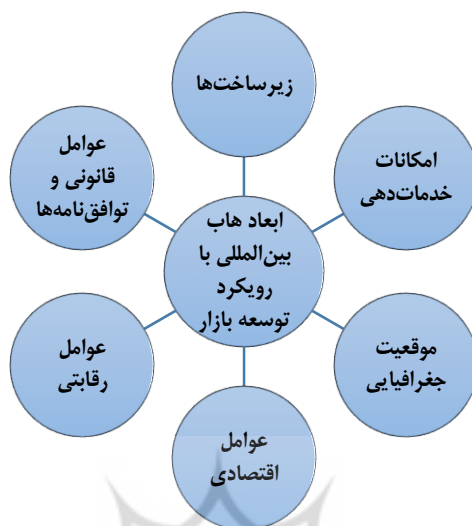 زیرساخت‌ها
امکانات
خدمات‌دهی
موقعیت
جغرافیایی
عوامل
اقتصادی
عوامل
رقابتی
عوامل
قانونی و
توافق‌نامه‌ها
ابعاد هاب
بین‌المللی با
رویکرد
توسعه بازار